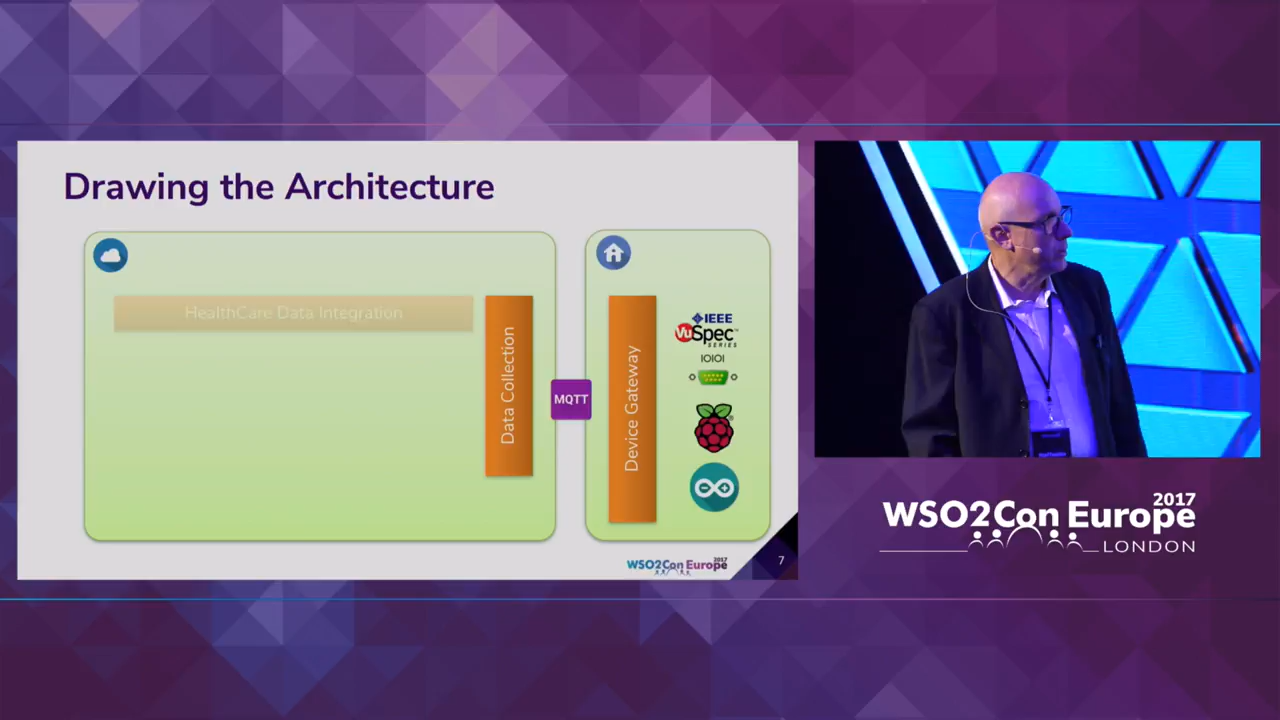 Drawing the Architecture
HealthCare Data Integration
Data Collection
MQTT
Device Gateway
IEEE
VuSpec™
SERIES
IOIOI
WSO2Con Europe 2017
7
WSO2Con Europe 2017
LONDON